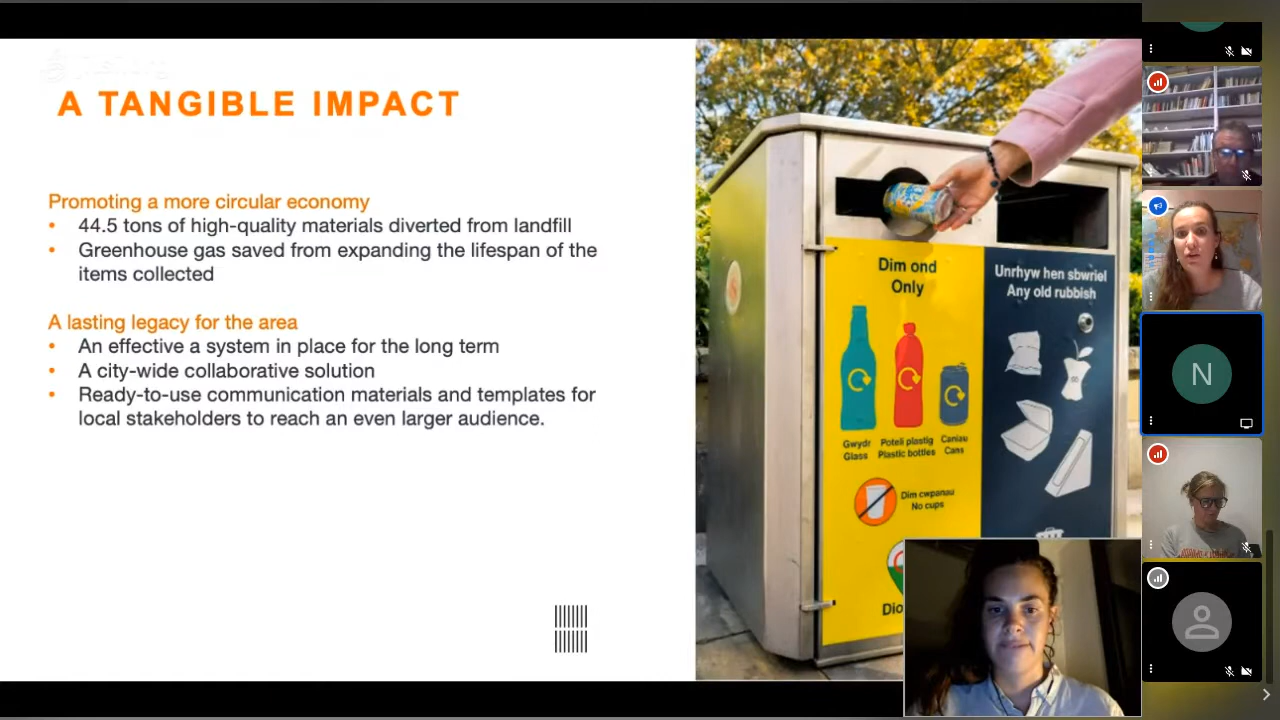 A TANGIBLE IMPACT
Promoting a more circular economy
• 44.5 tons of high-quality materials diverted from landfill
• Greenhouse gas saved from expanding the lifespan of the
items collected
A lasting legacy for the area
• An effective a system in place for the long term
• A city-wide collaborative solution
• Ready-to-use communication materials and templates for
local stakeholders to reach an even larger audience.
Dim ond
Only
Gwydr
Glass
Poteli plastig
Plastic bottles
Caniau
Cans
Dim cwpanau
No cups
Dio
Unrhyw hen sbwriel
Any old rubbish
N